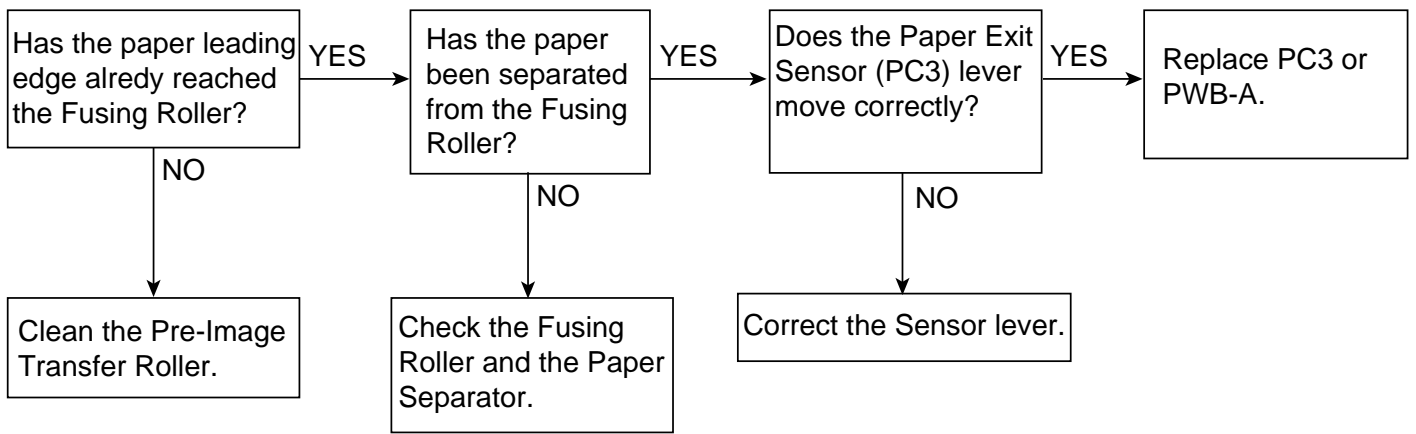 Has the paper leading
edge alredy reached
the Fusing Roller?
YES
NO
Has the paper
been separated
from the Fusing
Roller?
YES
NO
Does the Paper Exit
Sensor (PC3) lever
move correctly?
YES
NO
Replace PC3 or
PWB-A.
Clean the Pre-Image
Transfer Roller.
Check the Fusing
Roller and the Paper
Separator.
Correct the Sensor lever.